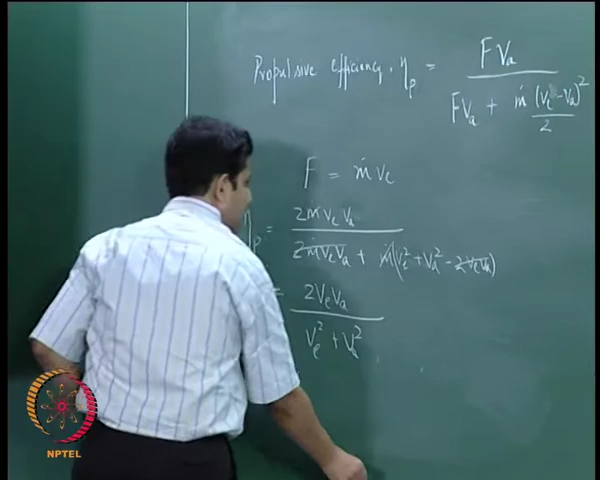 Propulsive efficiency, ηp = FVa / (FVa + ṁ(Ve-Va)²/2)
F = ṁVe
ηp = 2ṁVeVa / (2ṁVeVa + ṁ(Ve²+Va²-2VeVa))
= 2VeVa / (Ve²+Va²)
NPTEL